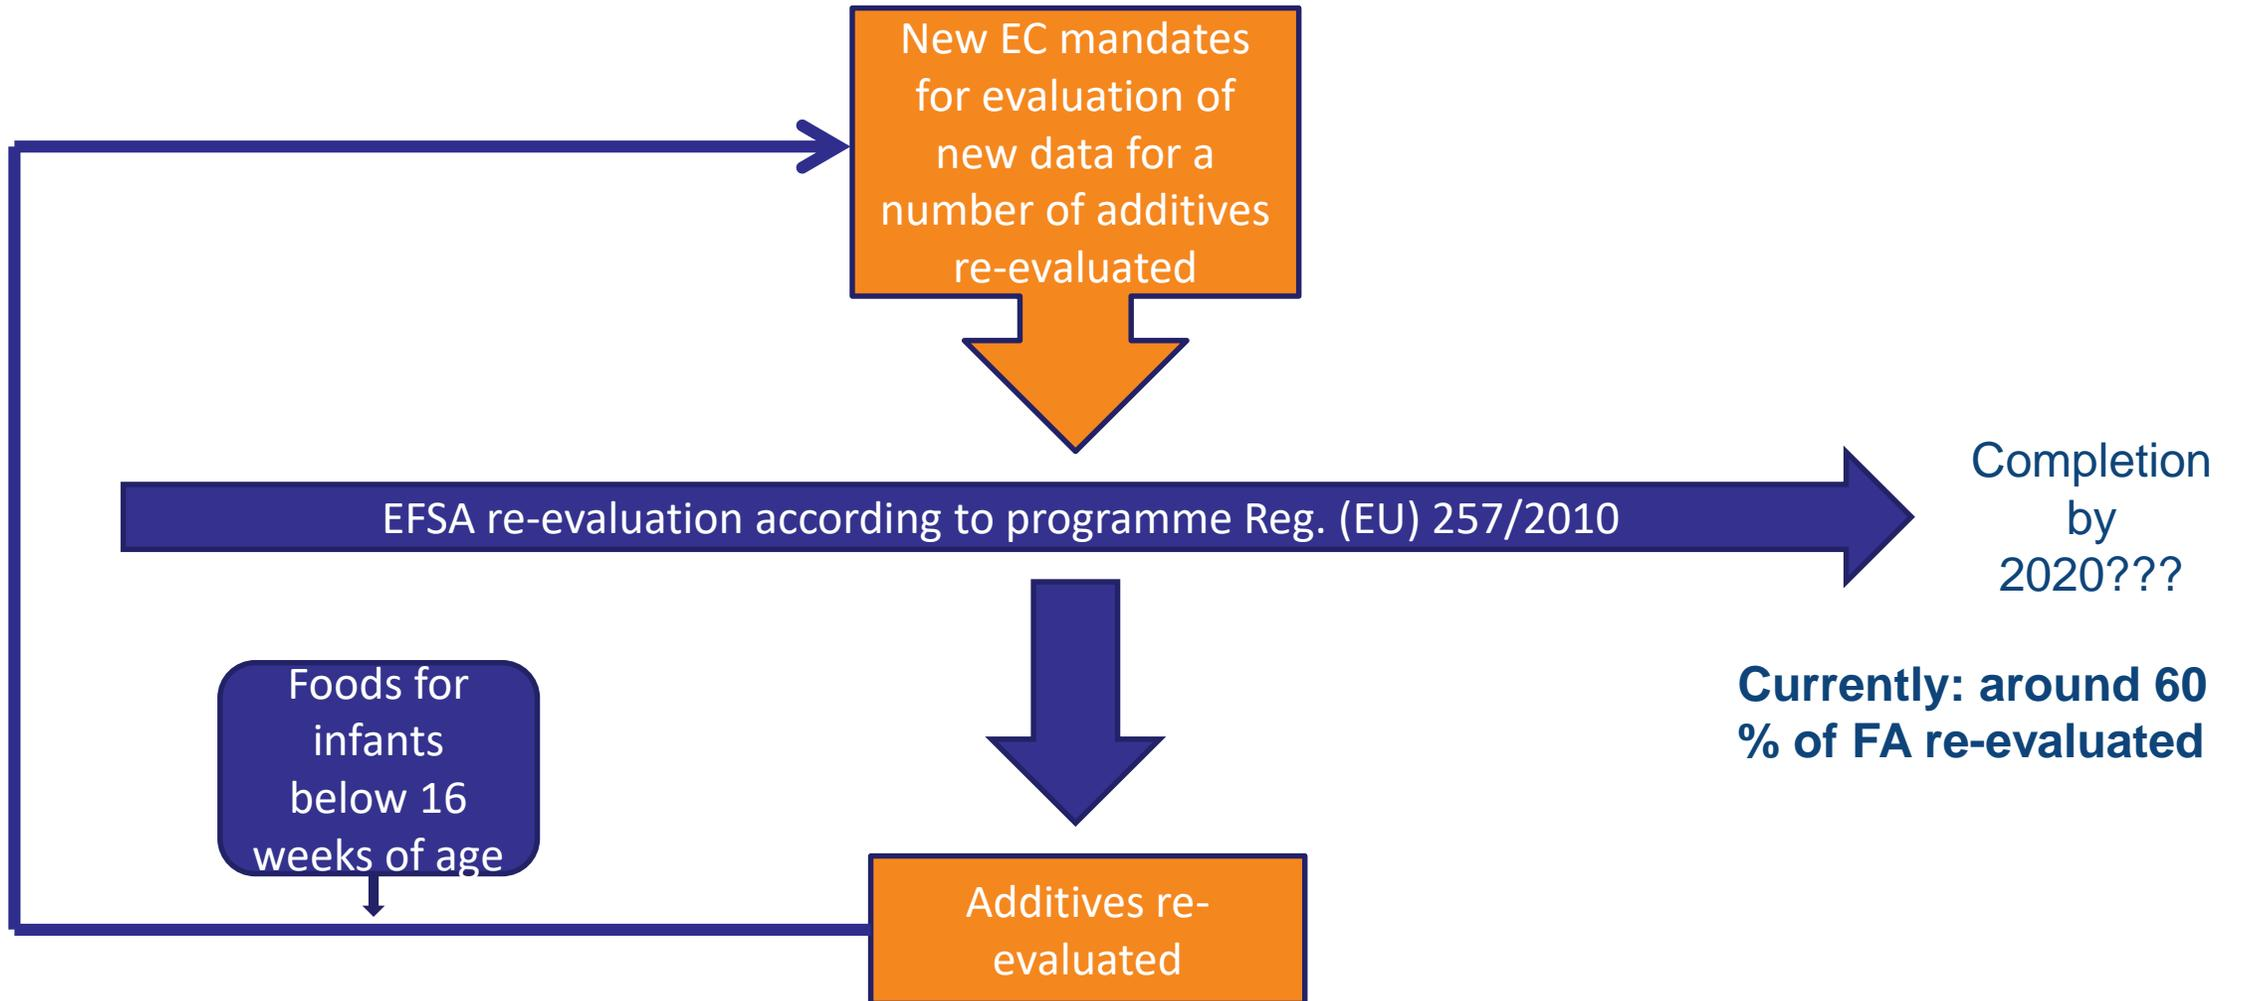 New EC mandates
for evaluation of
new data for a
number of additives
re-evaluated
EFSA re-evaluation according to programme Reg. (EU) 257/2010
Completion
by
2020???
Currently: around 60
% of FA re-evaluated
Foods for
infants
below 16
weeks of age
Additives re-
evaluated